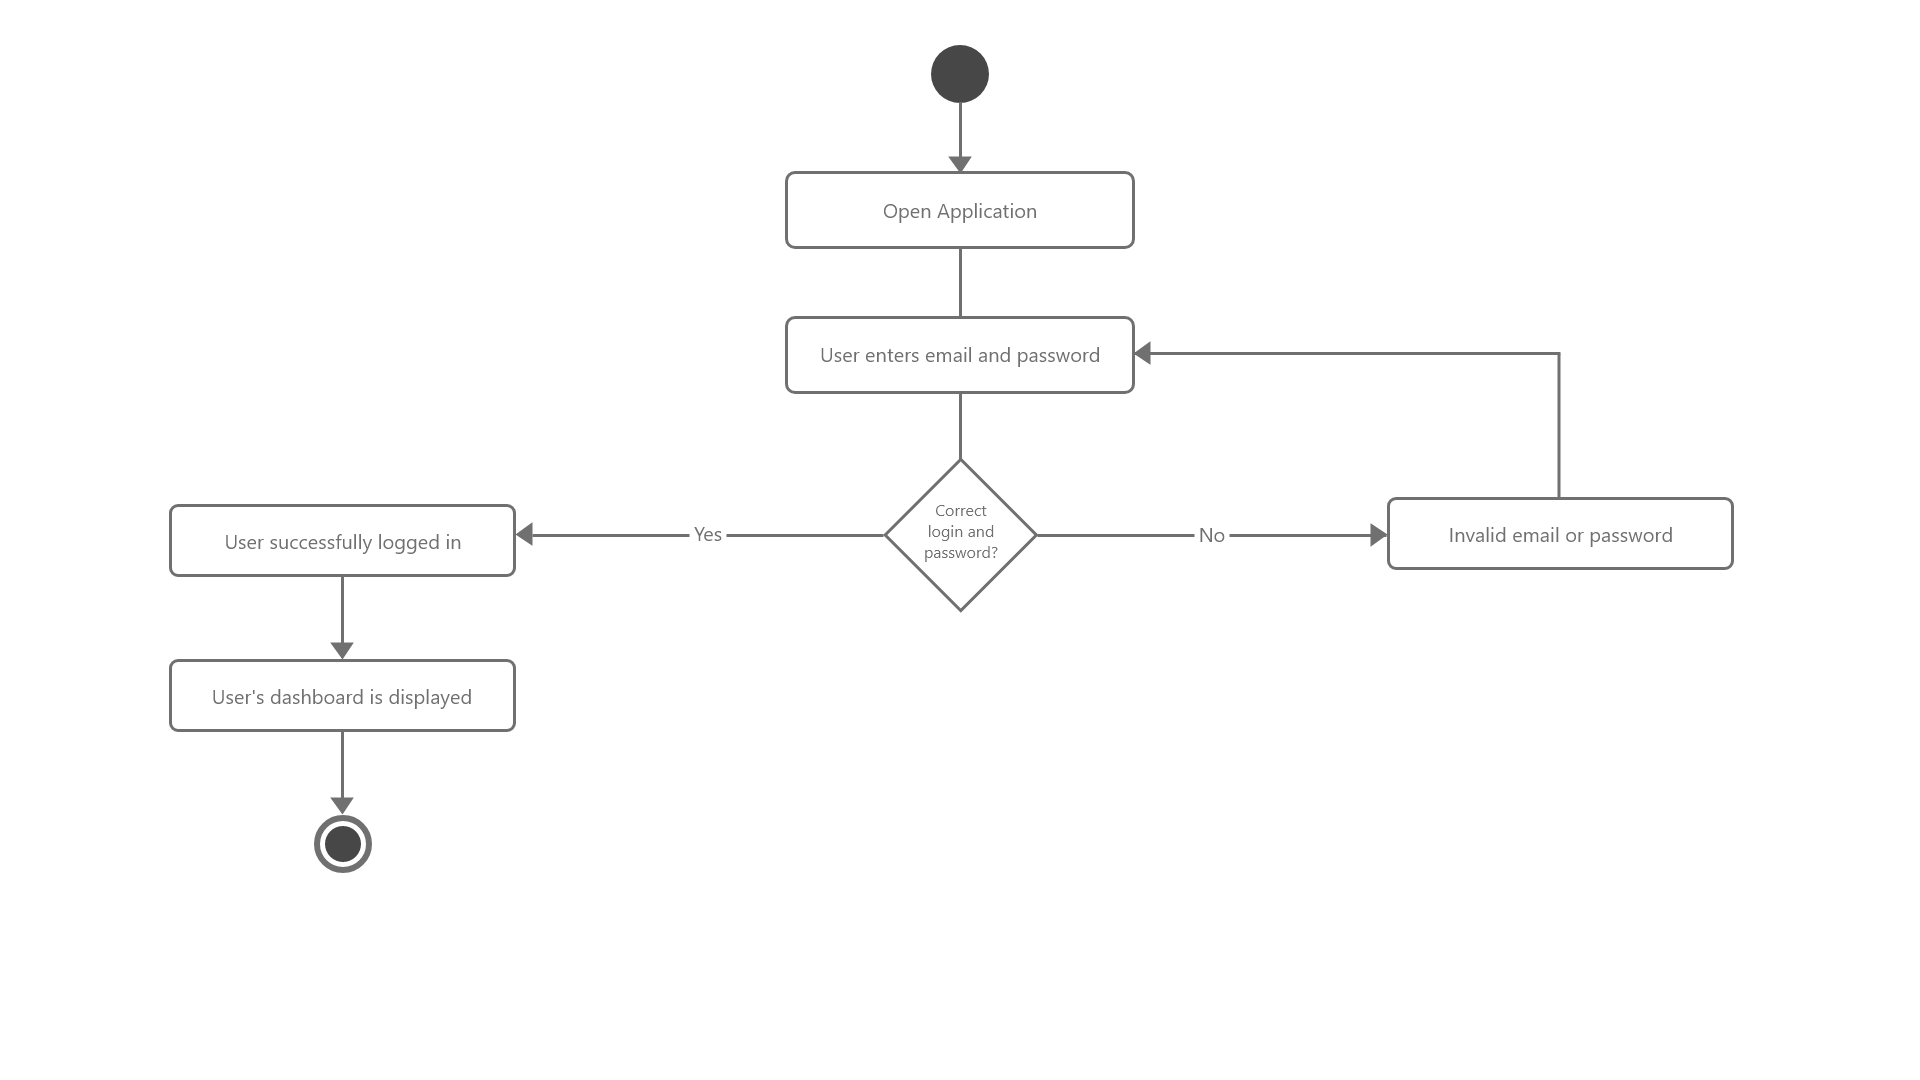 Open Application
User enters email and password
Correct
login and
password?
Yes
No
User successfully logged in
Invalid email or password
User's dashboard is displayed